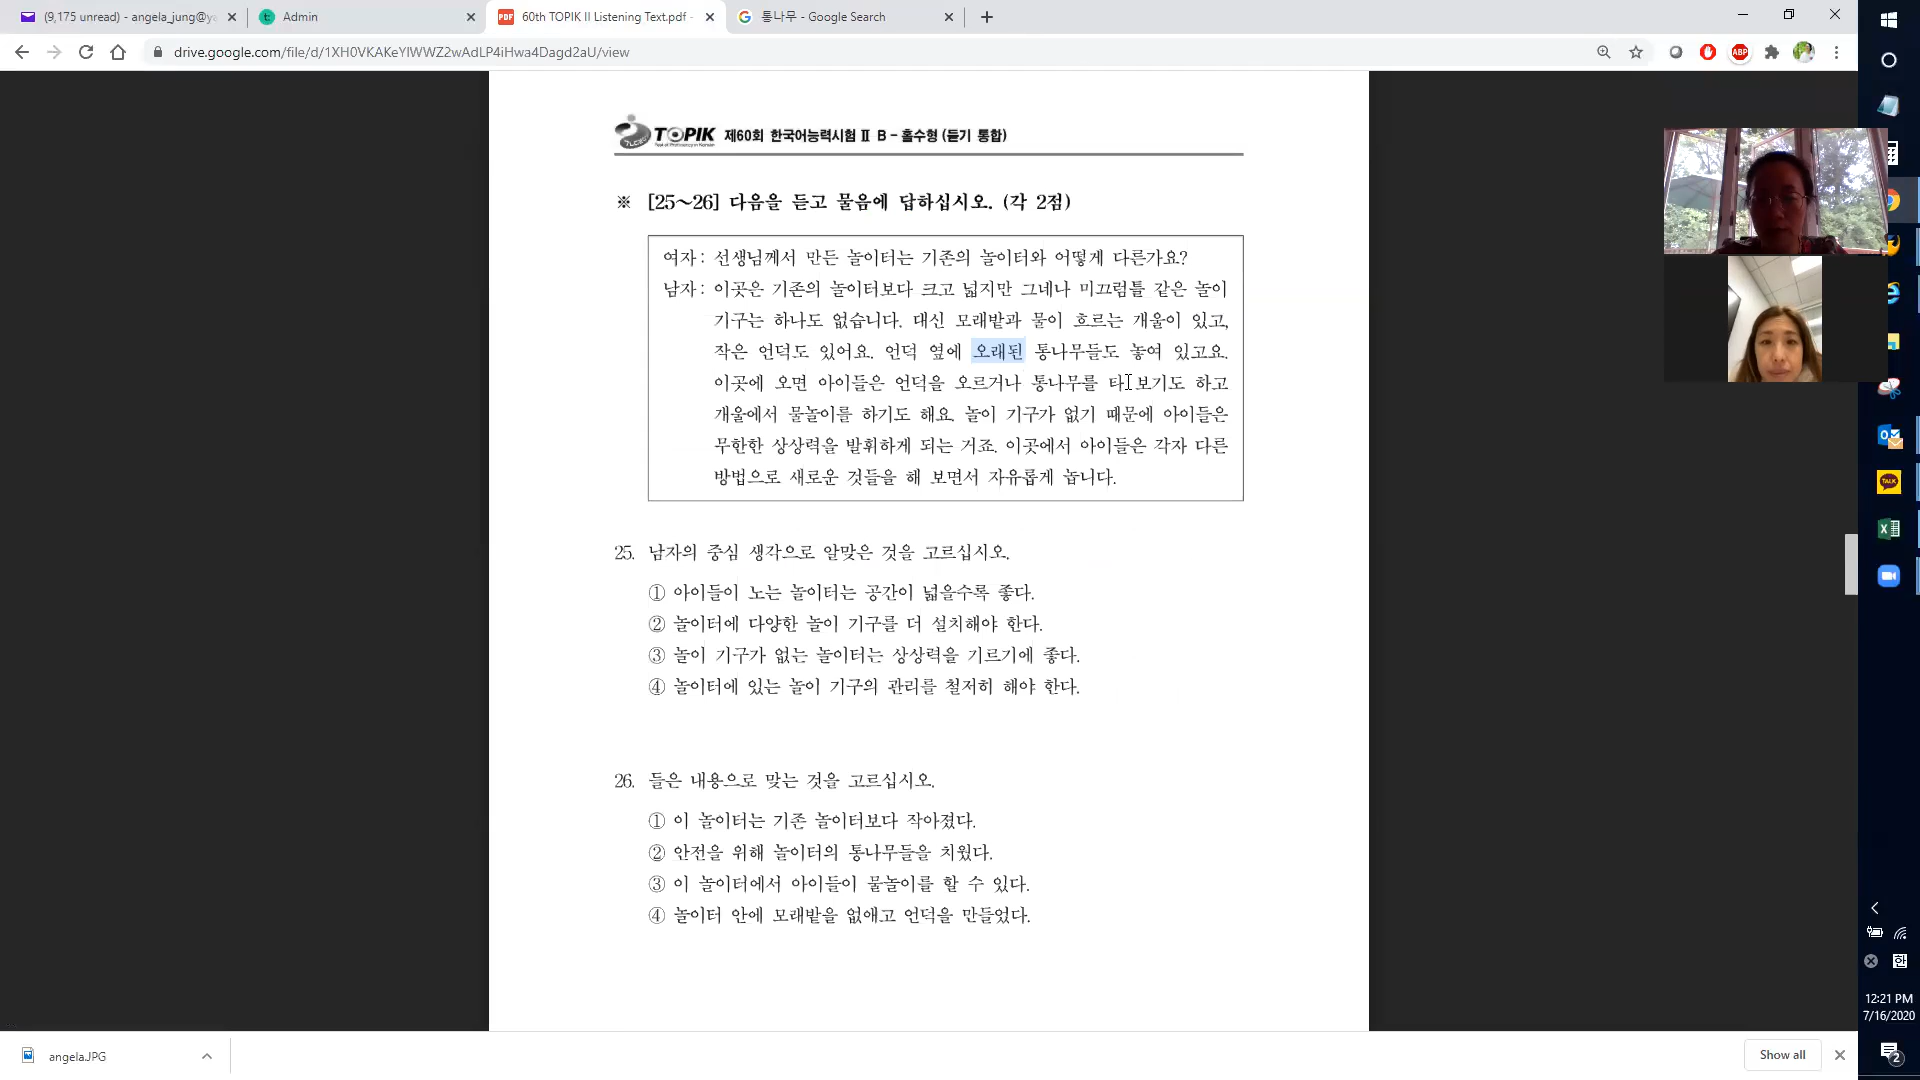 (9,175 unread) - angela_jung@ya
Admin
60th TOPIK II Listening Text.pdf -
통나무 - Google Search
drive.google.com/file/d/1XH0VKAKeYIWWZ2wAdLP4iHwa4Dagd2aU/view
ABP
TOPIK 제60회 한국어능력시험 Ⅱ B - 홀수형 (듣기 통합)
※ [25~26] 다음을 듣고 물음에 답하십시오. (각 2점)
여자 : 선생님께서 만든 놀이터는 기존의 놀이터와 어떻게 다른가요?
남자 : 이곳은 기존의 놀이터보다 크고 넓지만 그네나 미끄럼틀 같은 놀이
기구는 하나도 없습니다. 대신 모래밭과 물이 흐르는 개울이 있고,
작은 언덕도 있어요. 언덕 옆에 오래된 통나무들도 놓여 있고요.
이곳에 오면 아이들은 언덕을 오르거나 통나무를 타 보기도 하고
개울에서 물놀이를 하기도 해요. 놀이 기구가 없기 때문에 아이들은
무한한 상상력을 발휘하게 되는 거죠. 이곳에서 아이들은 각자 다른
방법으로 새로운 것들을 해 보면서 자유롭게 놉니다.
25. 남자의 중심 생각으로 알맞은 것을 고르십시오.
① 아이들이 노는 놀이터는 공간이 넓을수록 좋다.
② 놀이터에 다양한 놀이 기구를 더 설치해야 한다.
③ 놀이 기구가 없는 놀이터는 상상력을 기르기에 좋다.
④ 놀이터에 있는 놀이 기구의 관리를 철저히 해야 한다.
26. 들은 내용으로 맞는 것을 고르십시오.
① 이 놀이터는 기존 놀이터보다 작아졌다.
② 안전을 위해 놀이터의 통나무들을 치웠다.
③ 이 놀이터에서 아이들이 물놀이를 할 수 있다.
④ 놀이터 안에 모래밭을 없애고 언덕을 만들었다.
TALK
한
12:21 PM
7/16/2020
2
angela.JPG
Show all